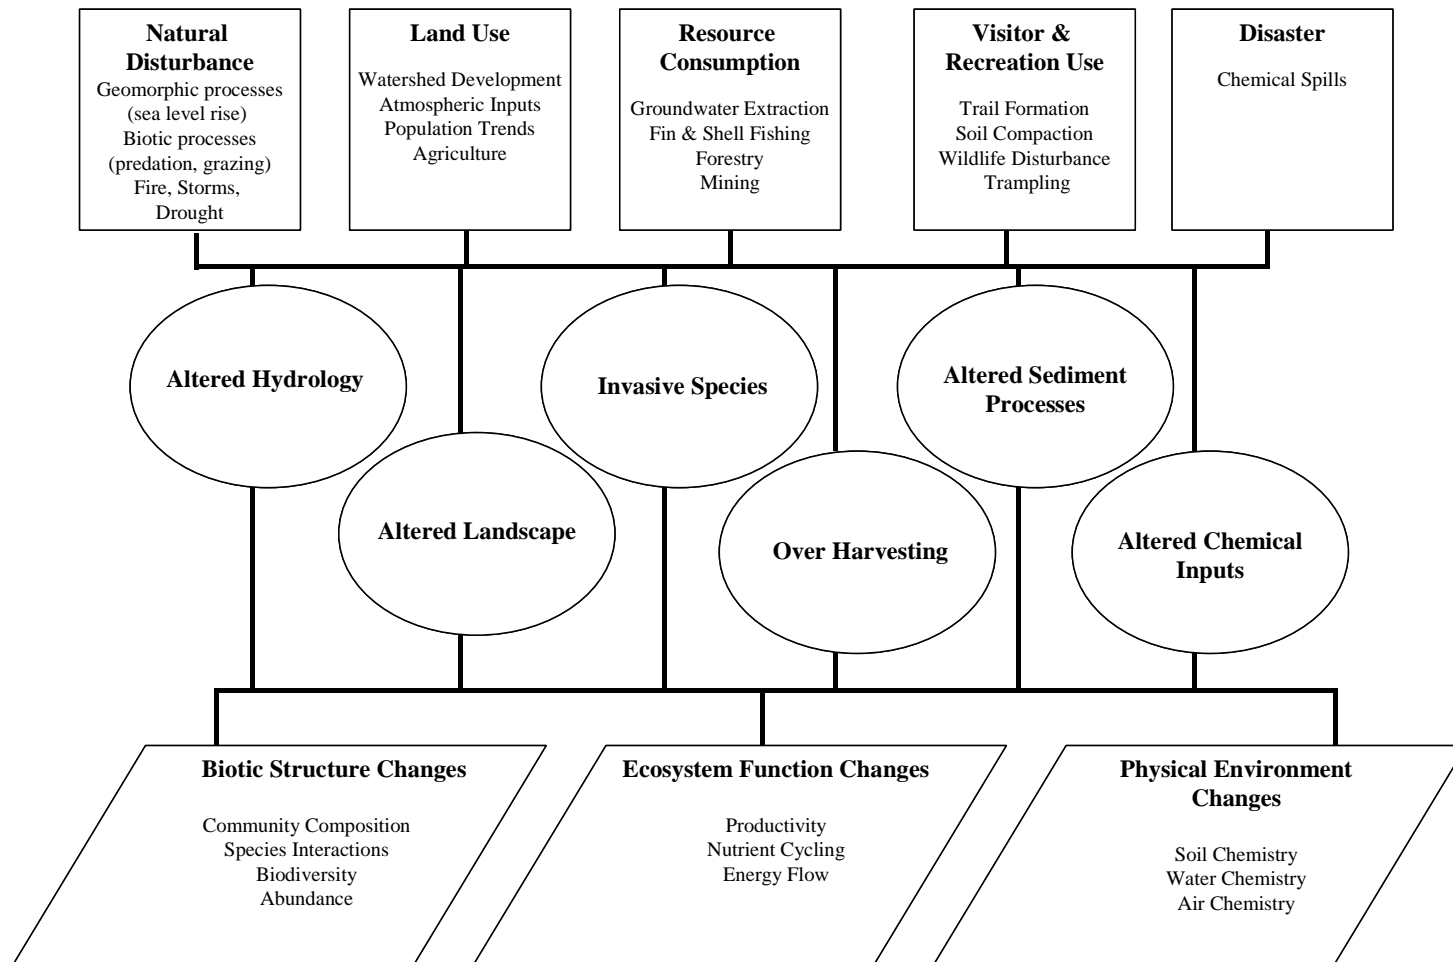 Natural
Disturbance
Geomorphic processes
(sea level rise)
Biotic processes
(predation, grazing)
Fire, Storms,
Drought
Land Use
Watershed Development
Atmospheric Inputs
Population Trends
Agriculture
Resource
Consumption
Groundwater Extraction
Fin & Shell Fishing
Forestry
Mining
Visitor &
Recreation Use
Trail Formation
Soil Compaction
Wildlife Disturbance
Trampling
Disaster
Chemical Spills
Altered Hydrology
Invasive Species
Altered Sediment
Processes
Altered Landscape
Over Harvesting
Altered Chemical
Inputs
Biotic Structure Changes
Community Composition
Species Interactions
Biodiversity
Abundance
Ecosystem Function Changes
Productivity
Nutrient Cycling
Energy Flow
Physical Environment
Changes
Soil Chemistry
Water Chemistry
Air Chemistry